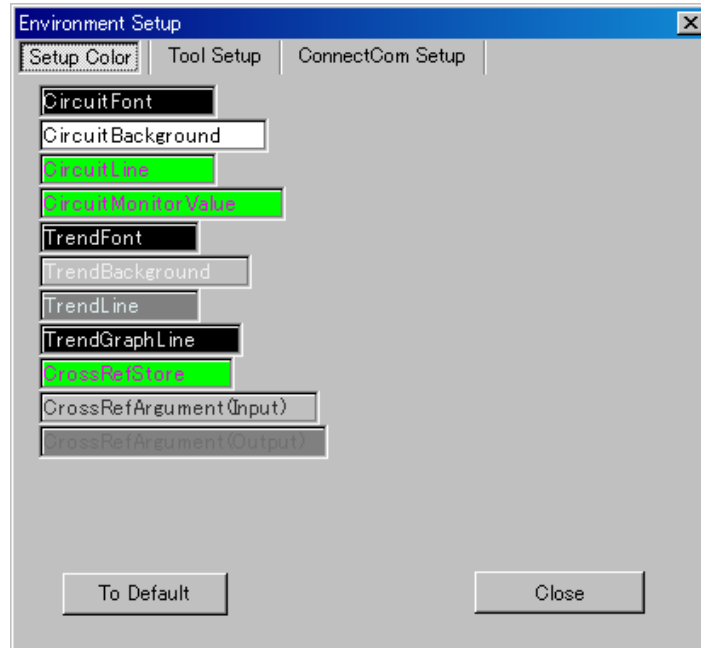 Environment Setup
Setup Color Tool Setup ConnectCom Setup
CircuitFont
CircuitBackground
CircuitLine
CircuitMonitorValue
TrendFont
TrendBackground
TrendLine
TrendGraphLine
CrossRefStore
CrossRefArgument(Input)
CrossRefArgument(Output)
To Default Close